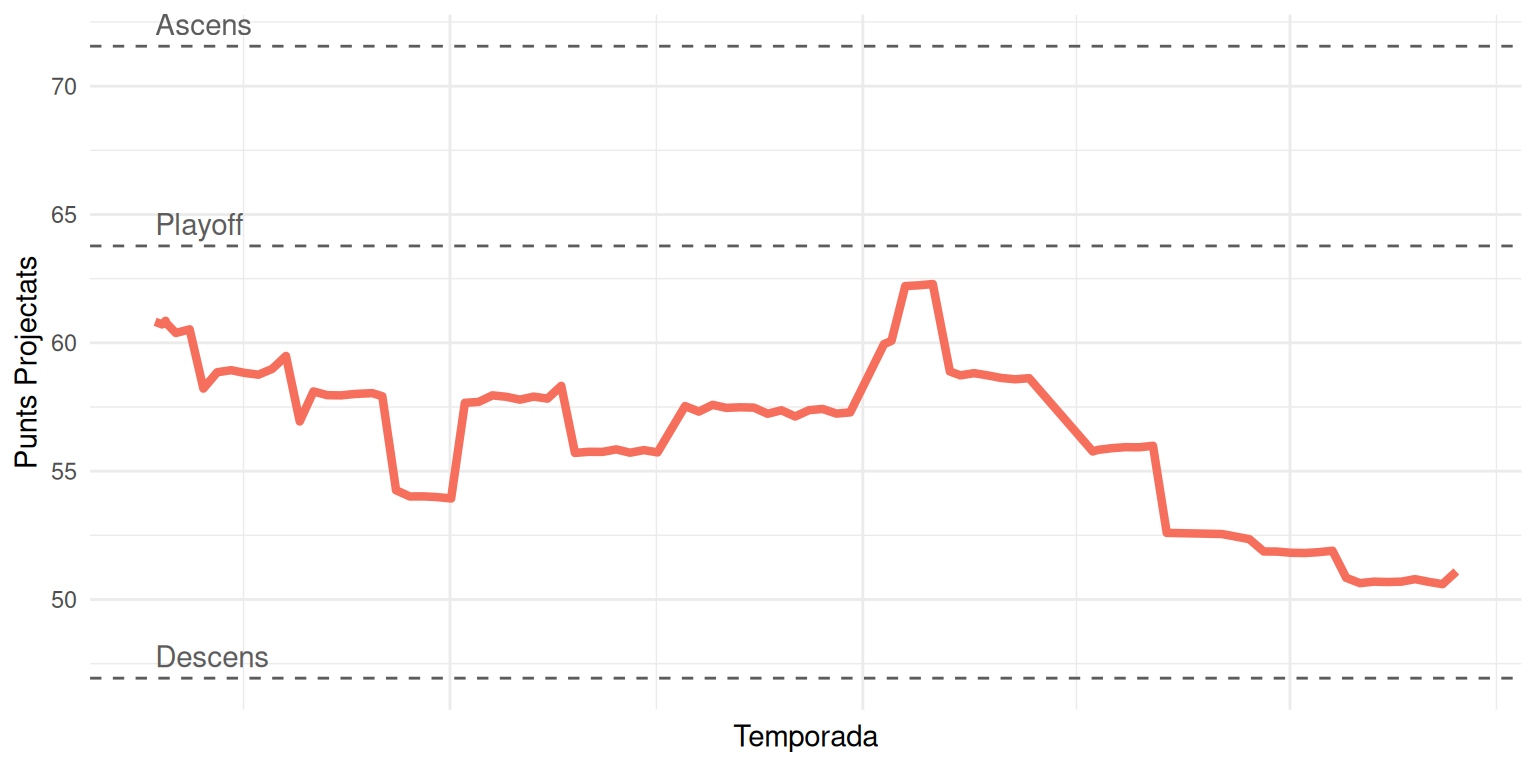 Ascens
70
65
Playoff
60
55
50
Descens
Punts Projectats
Temporada